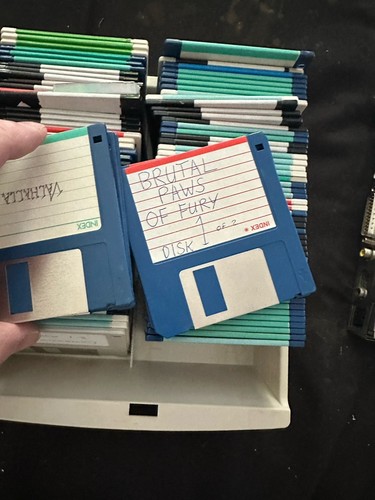 VALHALLA
INDEX
BRUTAL
PAWS
OF FURY
DISK 1 OF 2
INDEX *